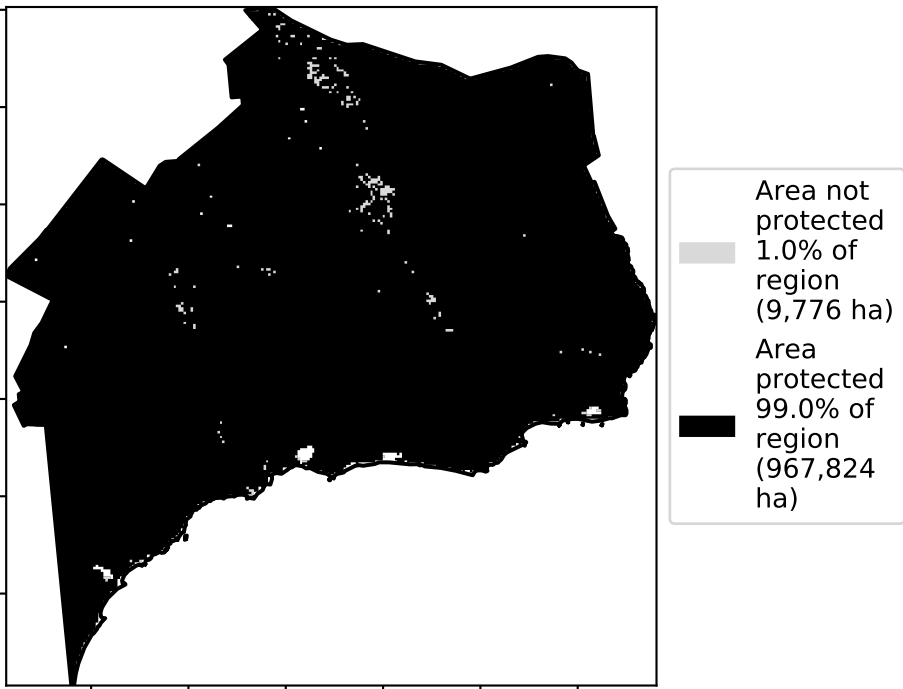 Area not
protected
1.0% of
region
(9,776 ha)
Area
protected
99.0% of
region
(967,824
ha)